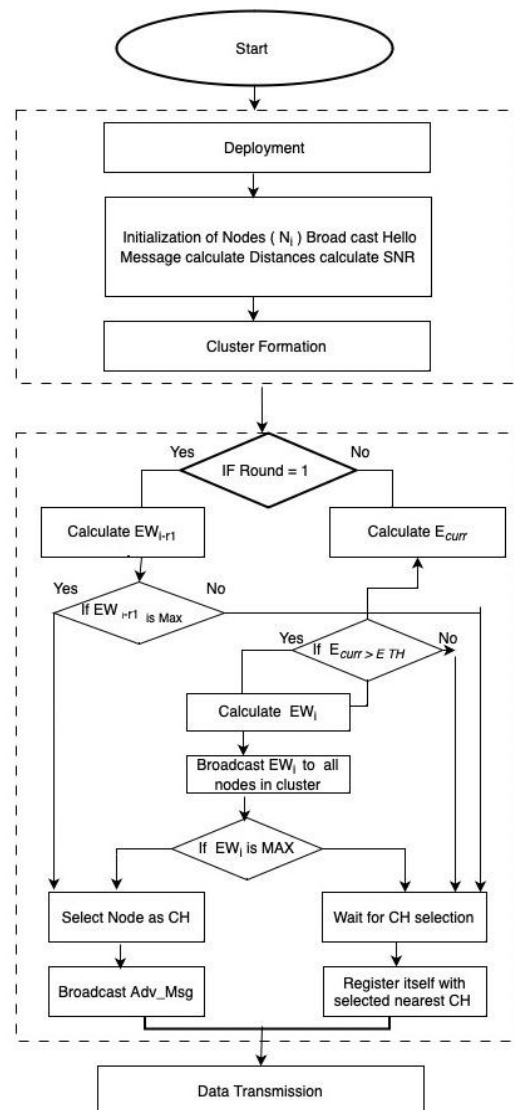 Start
Deployment
Initialization of Nodes ( Ni ) Broad cast Hello
Message calculate Distances calculate SNR
Cluster Formation
Yes
No
IF Round = 1
Calculate EWi-r1
Calculate Ecurr
Yes
No
If EW i-r1 is Max
Yes
No
If Ecurr > E TH
Calculate EWi
Broadcast EWi to all
nodes in cluster
If EWi is MAX
Select Node as CH
Wait for CH selection
Broadcast Adv_Msg
Register itself with
selected nearest CH
Data Transmission